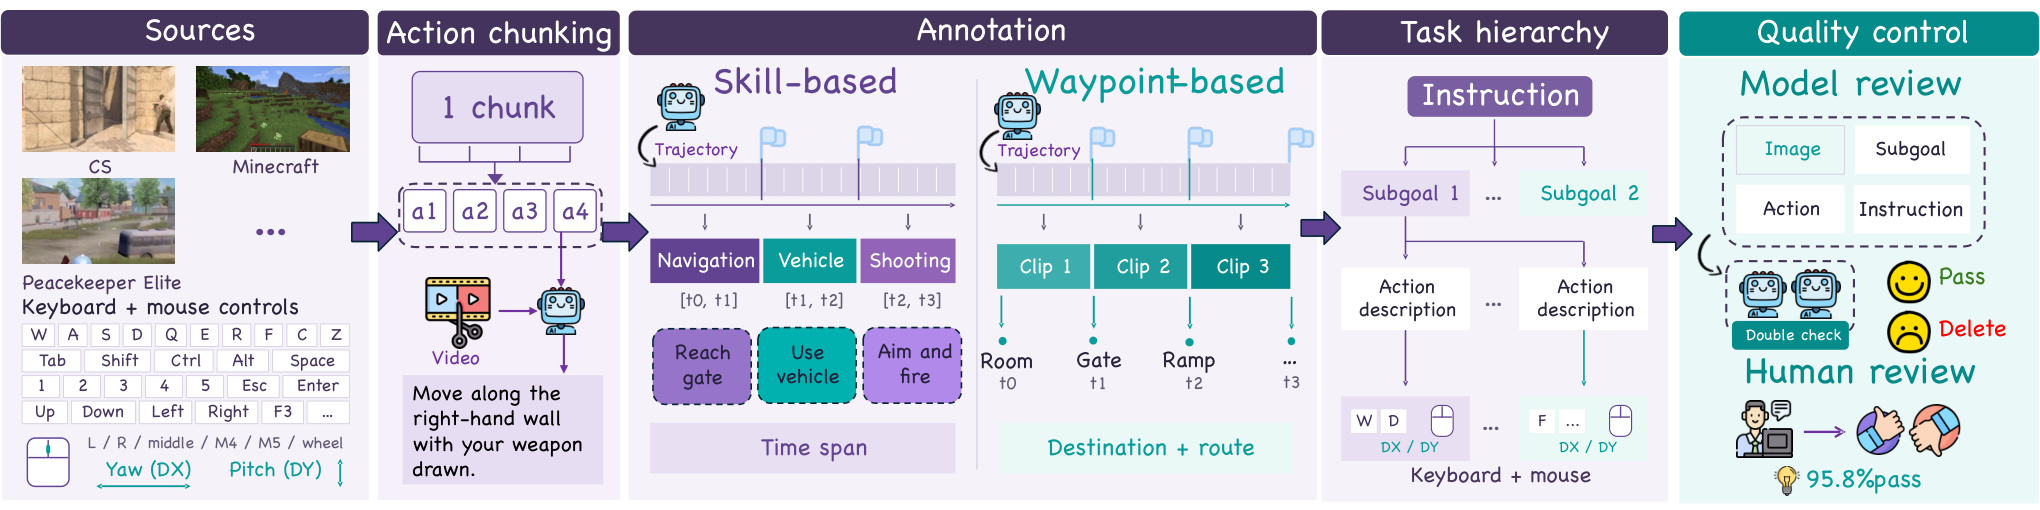 Sources
CS
Minecraft
...
Peacekeeper Elite
Keyboard + mouse controls
W A S D Q E R F C Z
Tab Shift Ctrl Alt Space
1 2 3 4 5 Esc Enter
Up Down Left Right F3 ...
L / R / middle / M4 / M5 / wheel
Yaw (DX) Pitch (DY)
Action chunking
1 chunk
a1 a2 a3 a4
Video
Move along the
right-hand wall
with your weapon
drawn.
Annotation
Skill-based
AI
Trajectory
Navigation Vehicle Shooting
[t0, t1] [t1, t2] [t2, t3]
Reach
gate
Use
vehicle
Aim and
fire
Time span
Waypoint-based
AI
Trajectory
Clip 1 Clip 2 Clip 3
Room Gate Ramp ...
t0 t1 t2 t3
Destination + route
Task hierarchy
Instruction
Subgoal 1 ... Subgoal 2
Action
description
...
Action
description
W D ... F ...
DX / DY DX / DY
Keyboard + mouse
Quality control
Model review
Image Subgoal
Action Instruction
AI AI
Double check
Pass
Delete
Human review
95.8%pass